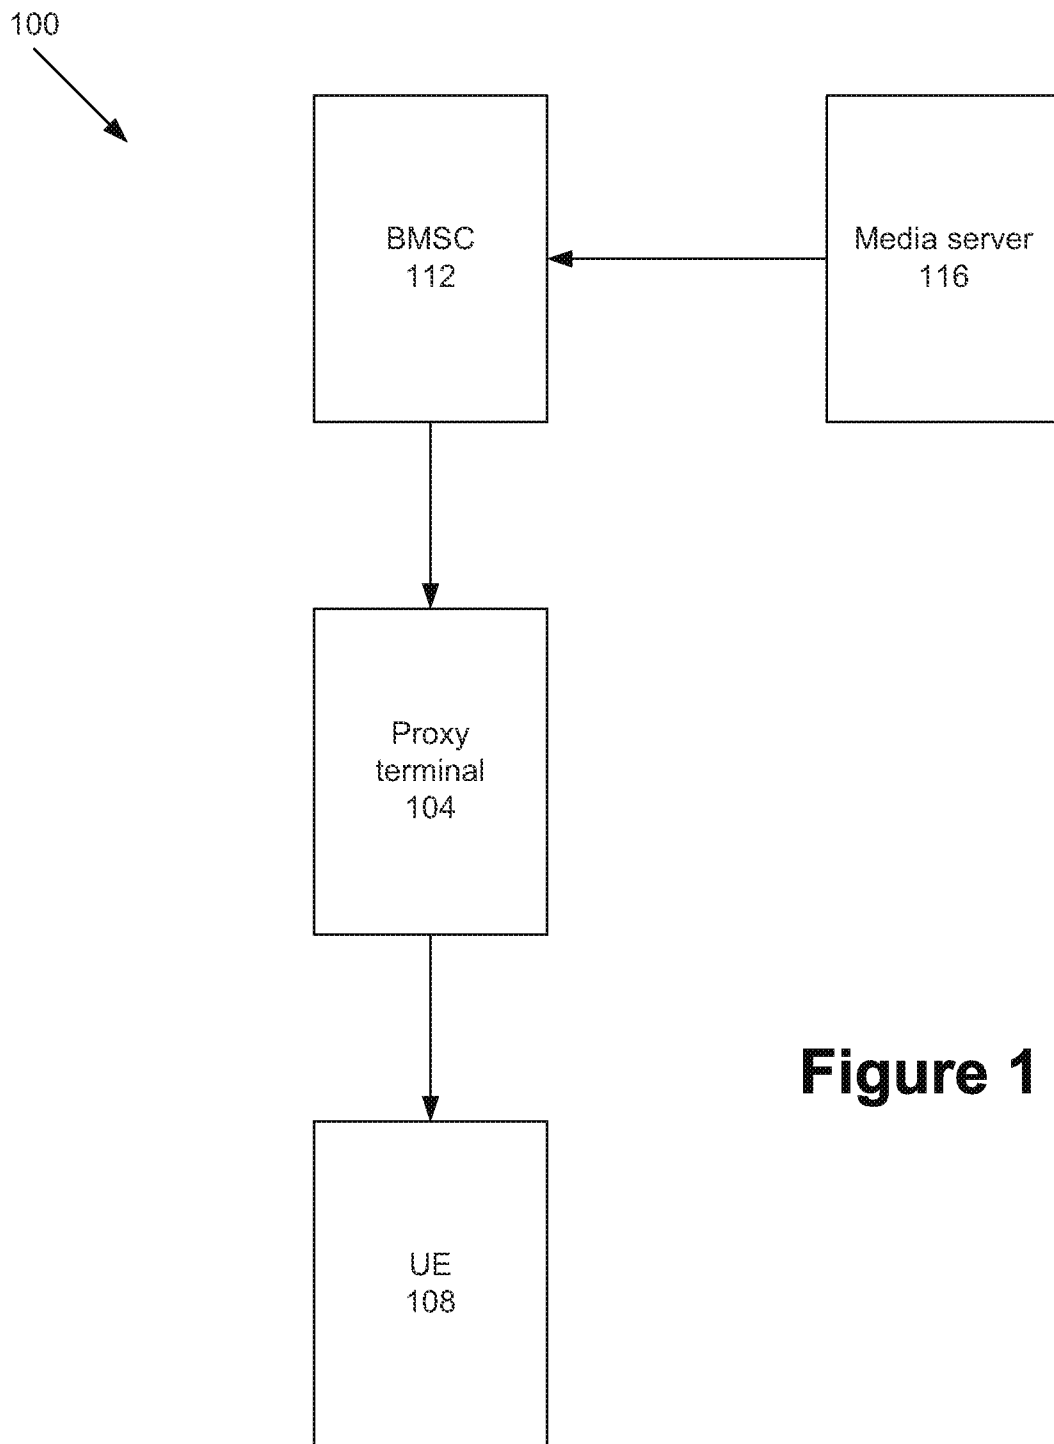 100
BMSC
112
Media server
116
Proxy
terminal
104
Figure 1
UE
108